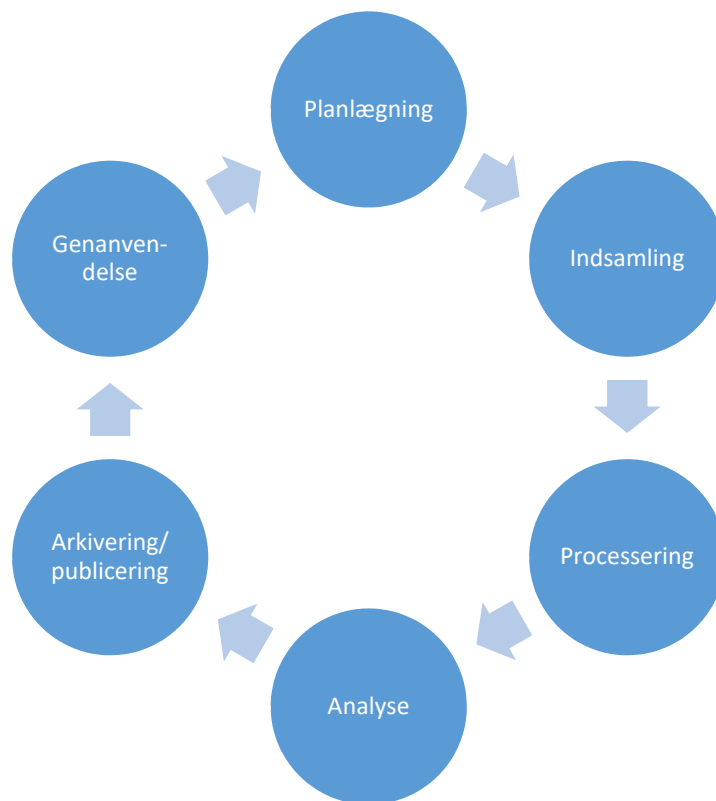 Planlægning
Indsamling
Processering
Analyse
Arkivering/
publicering
Genanven-
delse